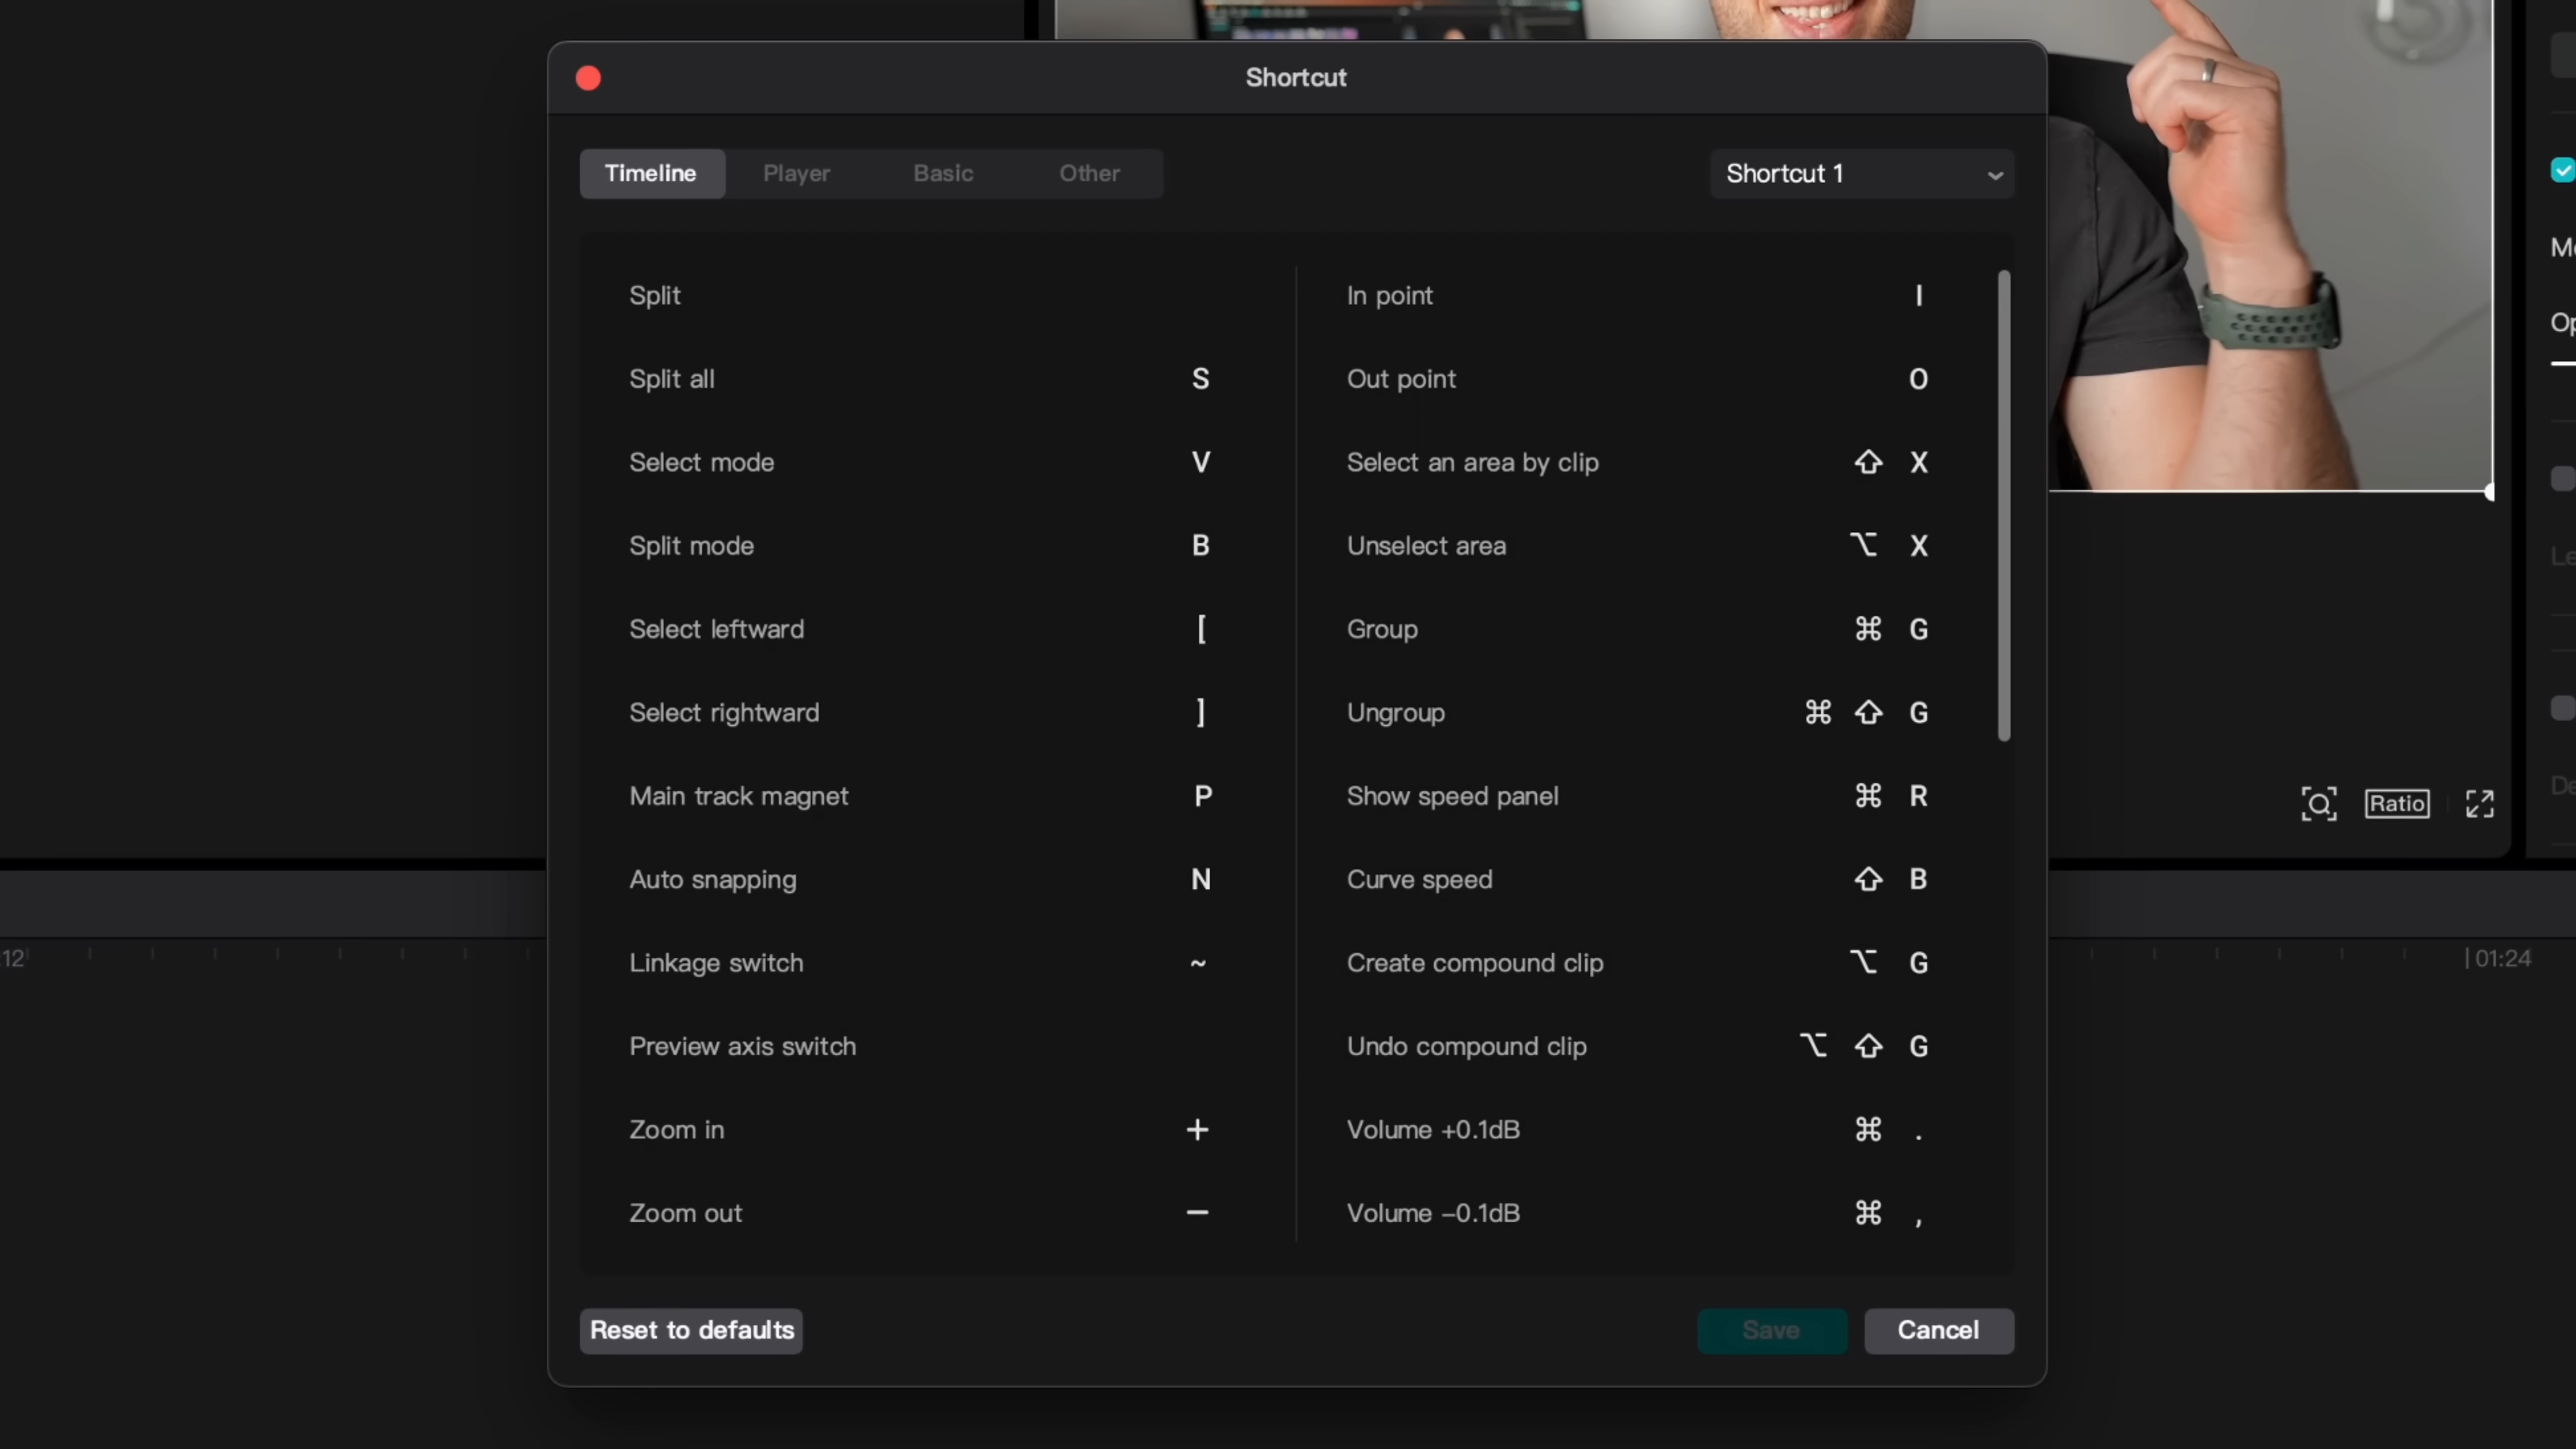 Shortcut
Timeline Player Basic Other
Shortcut 1
Split
Split all S
Select mode V
Split mode B
Select leftward [
Select rightward ]
Main track magnet P
Auto snapping N
Linkage switch ~
Preview axis switch
Zoom in +
Zoom out −
In point I
Out point O
Select an area by clip ⇧ X
Unselect area ⌥ X
Group ⌘ G
Ungroup ⌘ ⇧ G
Show speed panel ⌘ R
Curve speed ⇧ B
Create compound clip ⌥ G
Undo compound clip ⌥ ⇧ G
Volume +0.1dB ⌘ .
Volume −0.1dB ⌘ ,
Reset to defaults
Save Cancel
Ratio
:12
01:24